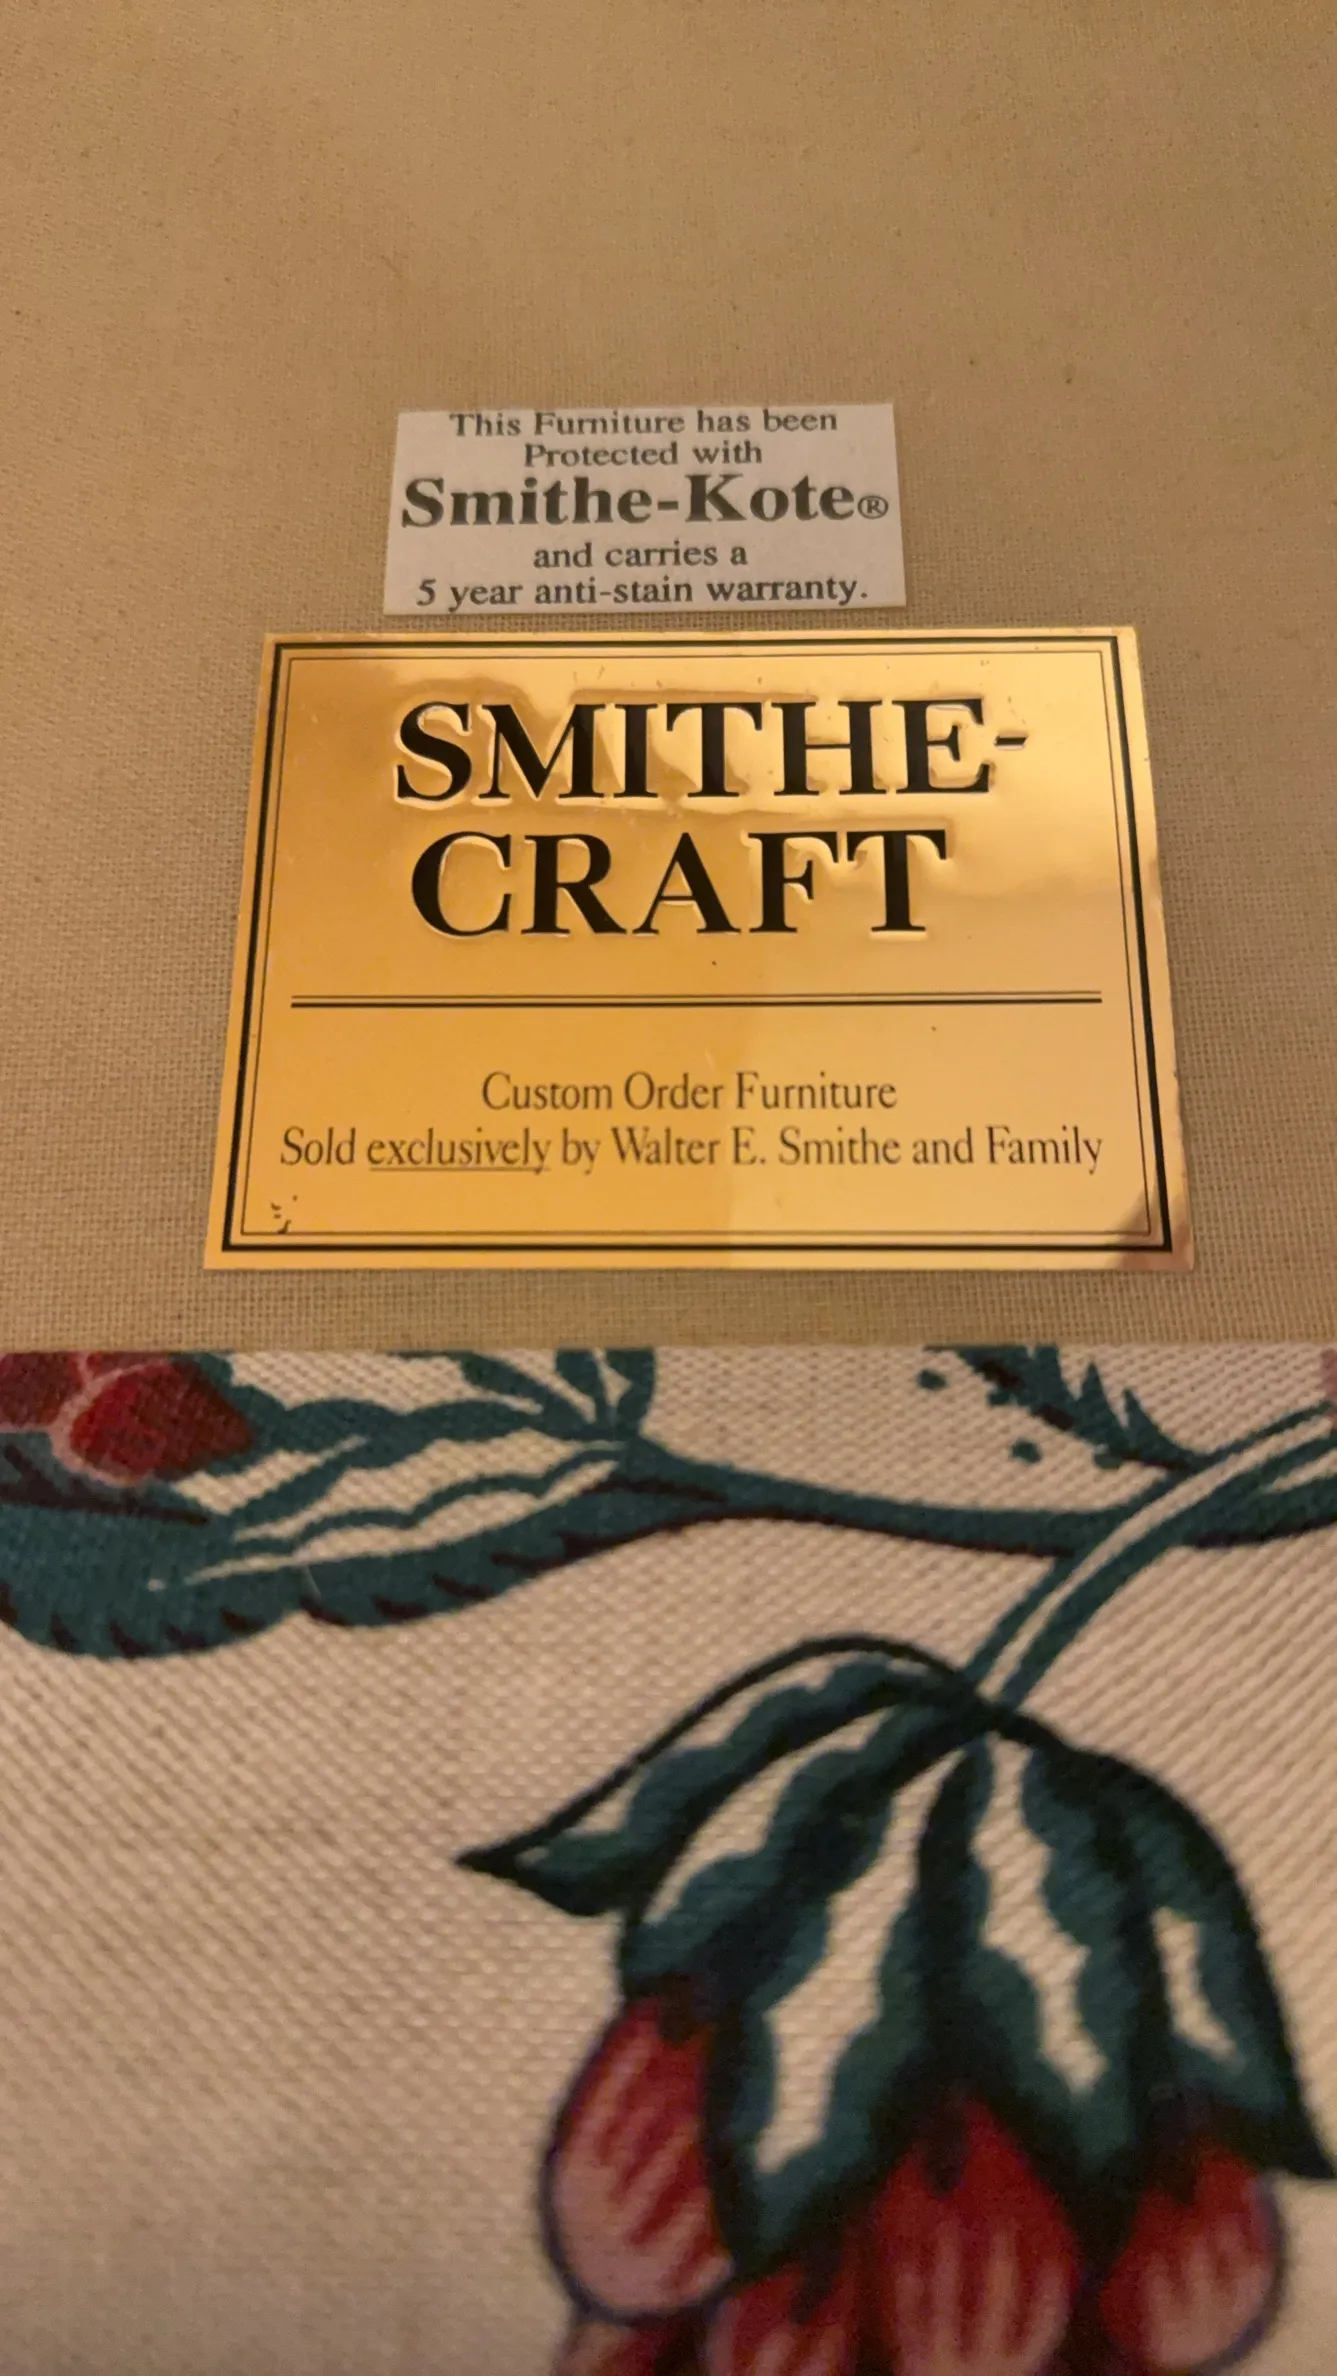 This Furniture has been
Protected with
Smithe-Kote®
and carries a
5 year anti-stain warranty.
SMITHE-
CRAFT
Custom Order Furniture
Sold exclusively by Walter E. Smithe and Family